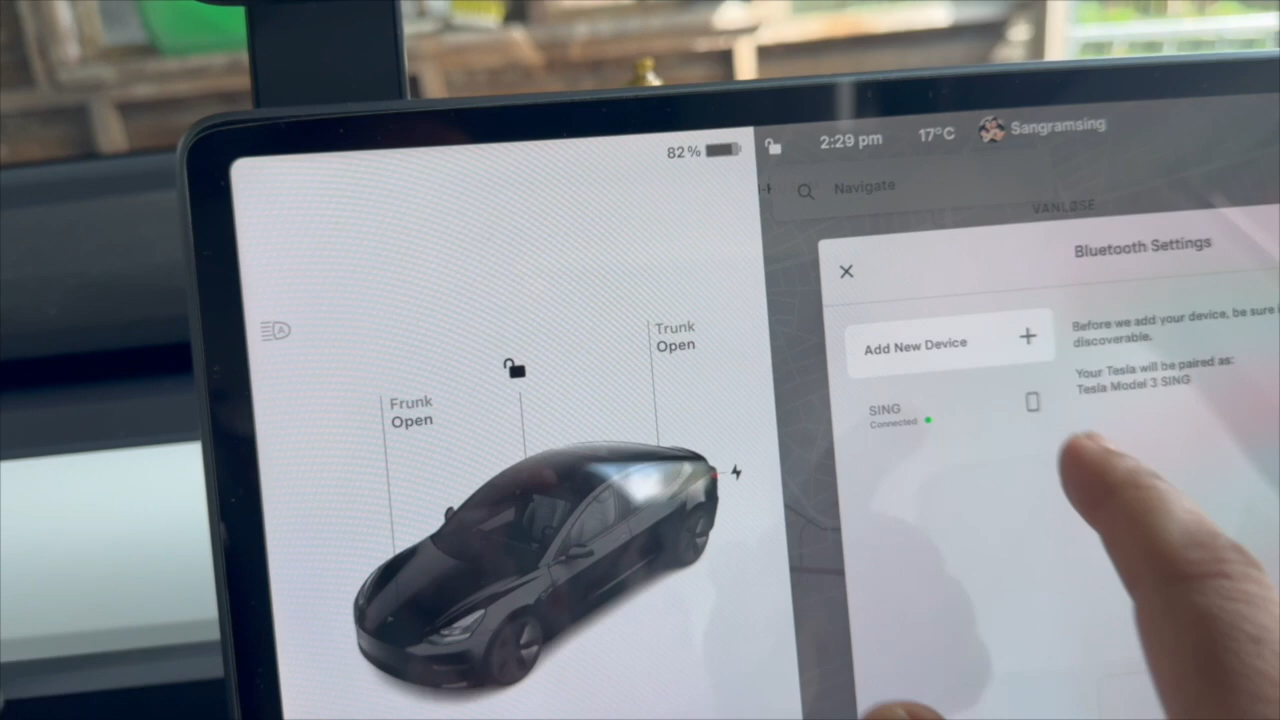 82%
2:29 pm
17°C
Sangramsing
Navigate
VANLØSE
Bluetooth Settings
Add New Device
Before we add your device, be sure
discoverable.
Your Tesla will be paired as:
Tesla Model 3 SING
SING
Connected
Trunk
Open
Frunk
Open
A